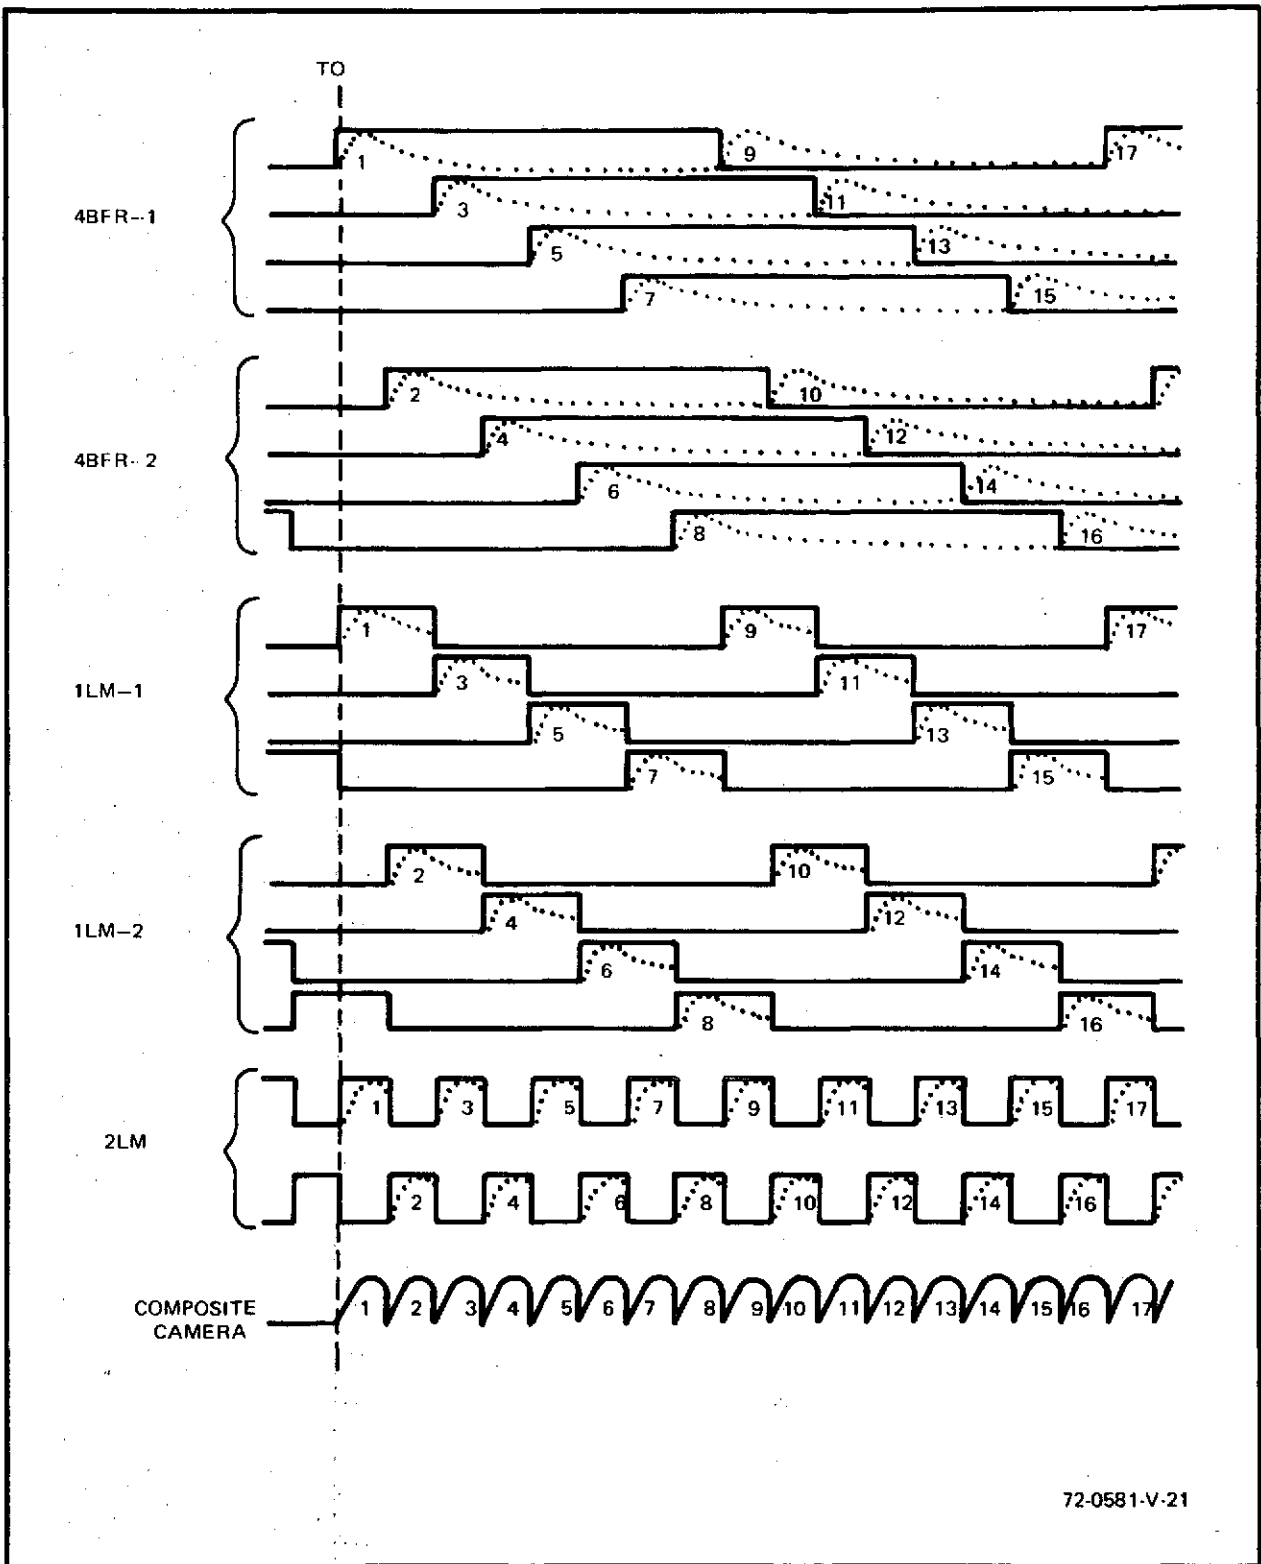 TO
1 9 17
4BFR-1
3 11
5 13
7 15
2 10
4BFR-2
4 12
6 14
8 16
1 9 17
1LM-1
3 11
5 13
7 15
2 10
1LM-2
4 12
6 14
8 16
1 3 5 7 9 11 13 15 17
2LM
2 4 6 8 10 12 14 16
COMPOSITE
CAMERA
1 2 3 4 5 6 7 8 9 10 11 12 13 14 15 16 17
72-0581-V-21